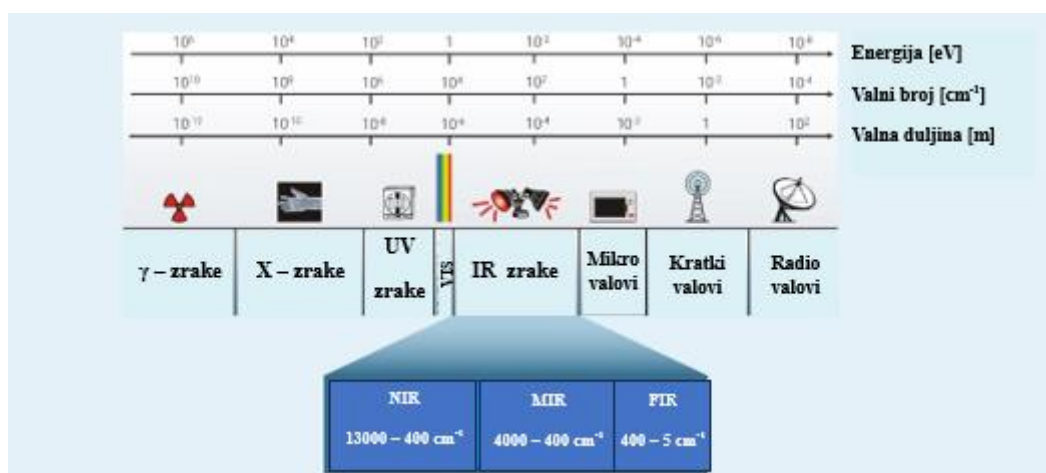 10⁶ 10⁴ 10² 1 10⁻² 10⁻⁴ 10⁻⁶ 10⁻⁸ Energija [eV]
10¹⁰ 10⁸ 10⁶ 10⁴ 10² 1 10⁻² 10⁻⁴ Valni broj [cm⁻¹]
10⁻¹² 10⁻¹⁰ 10⁻⁸ 10⁻⁶ 10⁻⁴ 10⁻² 1 10² Valna duljina [m]
γ – zrake
X – zrake
UV
zrake
VIS
IR zrake
Mikro
valovi
Kratki
valovi
Radio
valovi
NIR
13000 – 400 cm⁻¹
MIR
4000 – 400 cm⁻¹
FIR
400 – 5 cm⁻¹